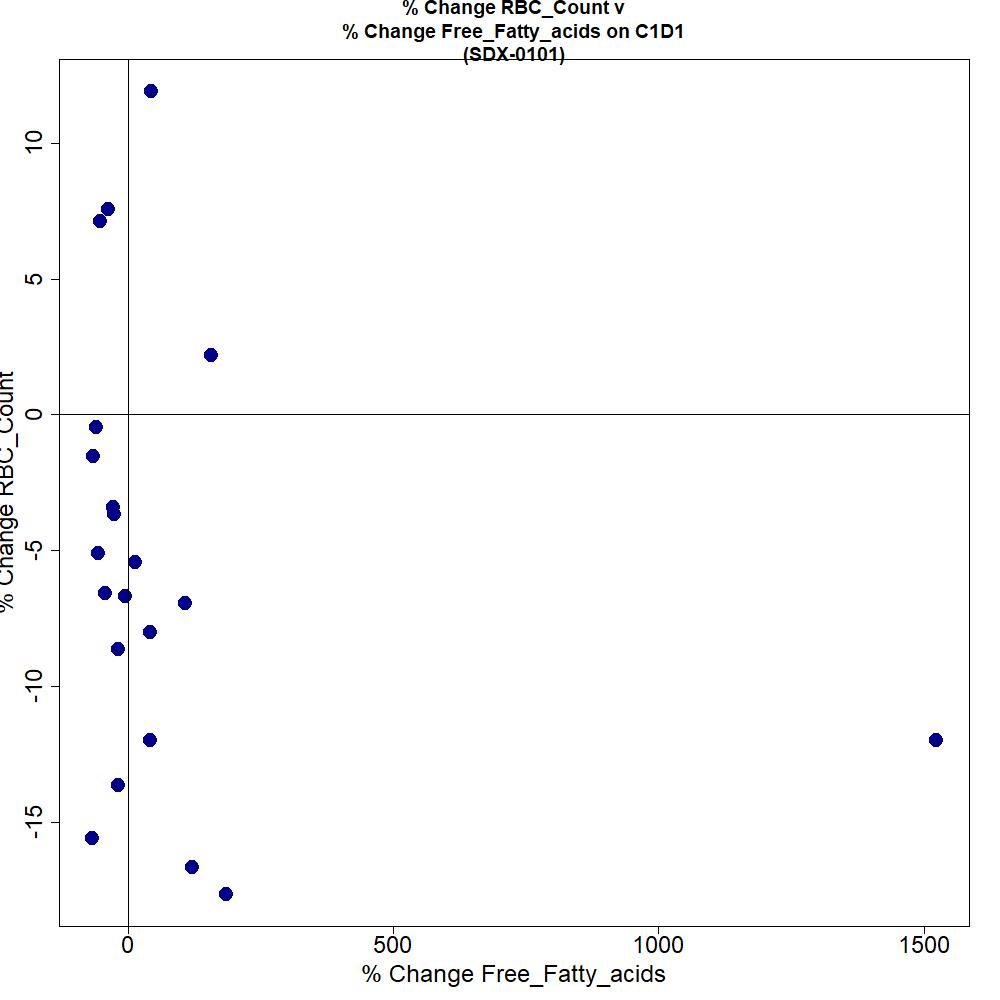 % Change RBC_Count v
% Change Free_Fatty_acids on C1D1
(SDX-0101)
10
5
0
-5
-10
-15
% Change RBC_Count
0
500
1000
1500
% Change Free_Fatty_acids